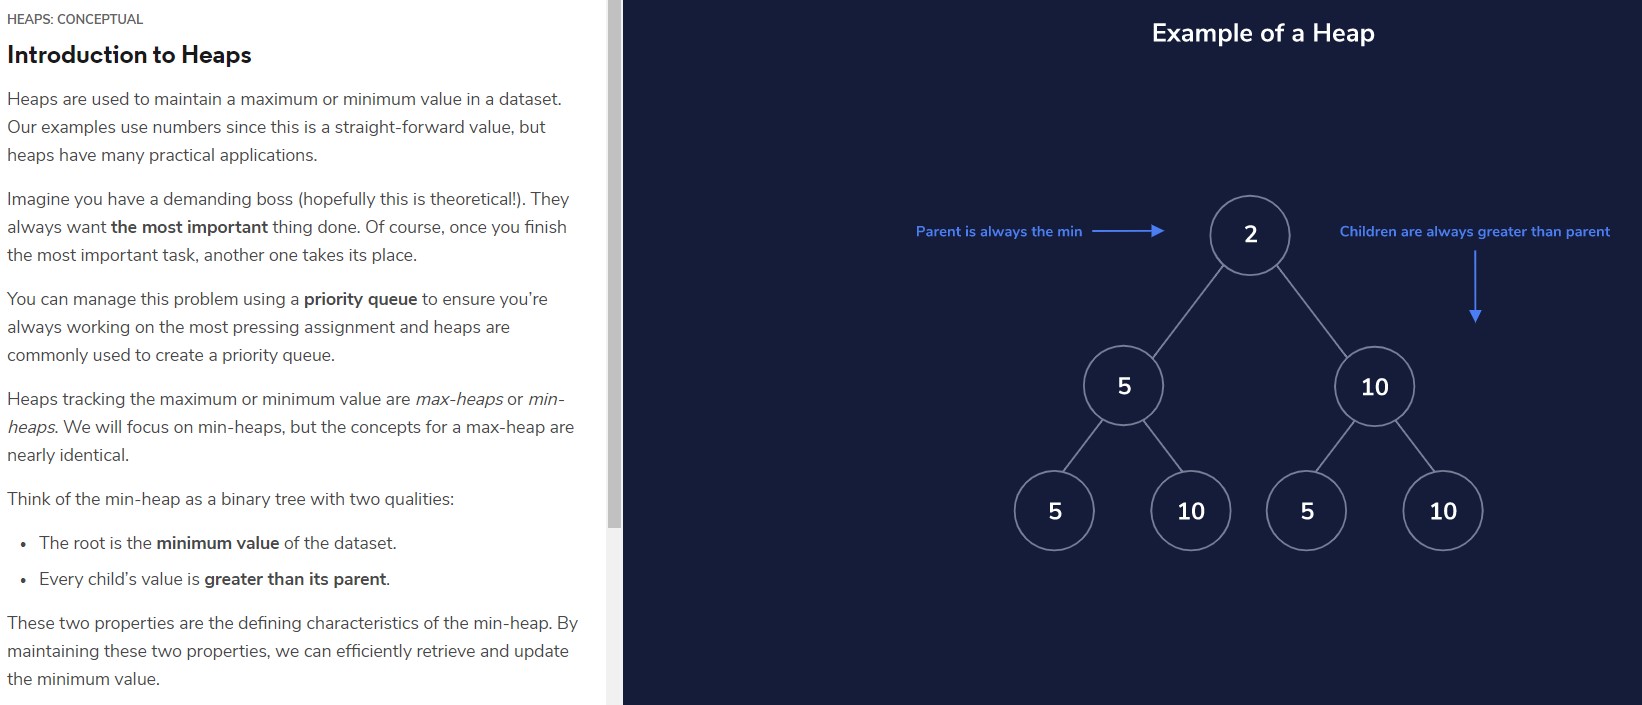 HEAPS: CONCEPTUAL
Introduction to Heaps
Heaps are used to maintain a maximum or minimum value in a dataset.
Our examples use numbers since this is a straight-forward value, but
heaps have many practical applications.
Imagine you have a demanding boss (hopefully this is theoretical!). They
always want the most important thing done. Of course, once you finish
the most important task, another one takes its place.
You can manage this problem using a priority queue to ensure you’re
always working on the most pressing assignment and heaps are
commonly used to create a priority queue.
Heaps tracking the maximum or minimum value are max-heaps or min-
heaps. We will focus on min-heaps, but the concepts for a max-heap are
nearly identical.
Think of the min-heap as a binary tree with two qualities:
• The root is the minimum value of the dataset.
• Every child’s value is greater than its parent.
These two properties are the defining characteristics of the min-heap. By
maintaining these two properties, we can efficiently retrieve and update
the minimum value.
Example of a Heap
Parent is always the min
2
Children are always greater than parent
5
10
5
10
5
10